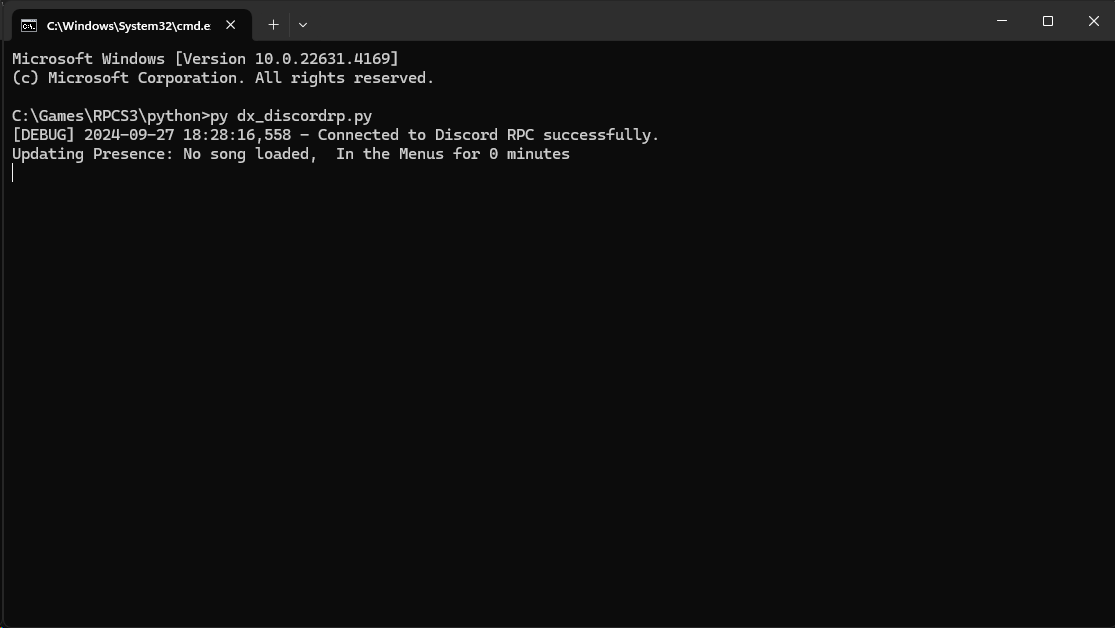 C:\Windows\System32\cmd.e
Microsoft Windows [Version 10.0.22631.4169]
(c) Microsoft Corporation. All rights reserved.
C:\Games\RPCS3\python>py dx_discordrp.py
[DEBUG] 2024-09-27 18:28:16,558 - Connected to Discord RPC successfully.
Updating Presence: No song loaded,  In the Menus for 0 minutes